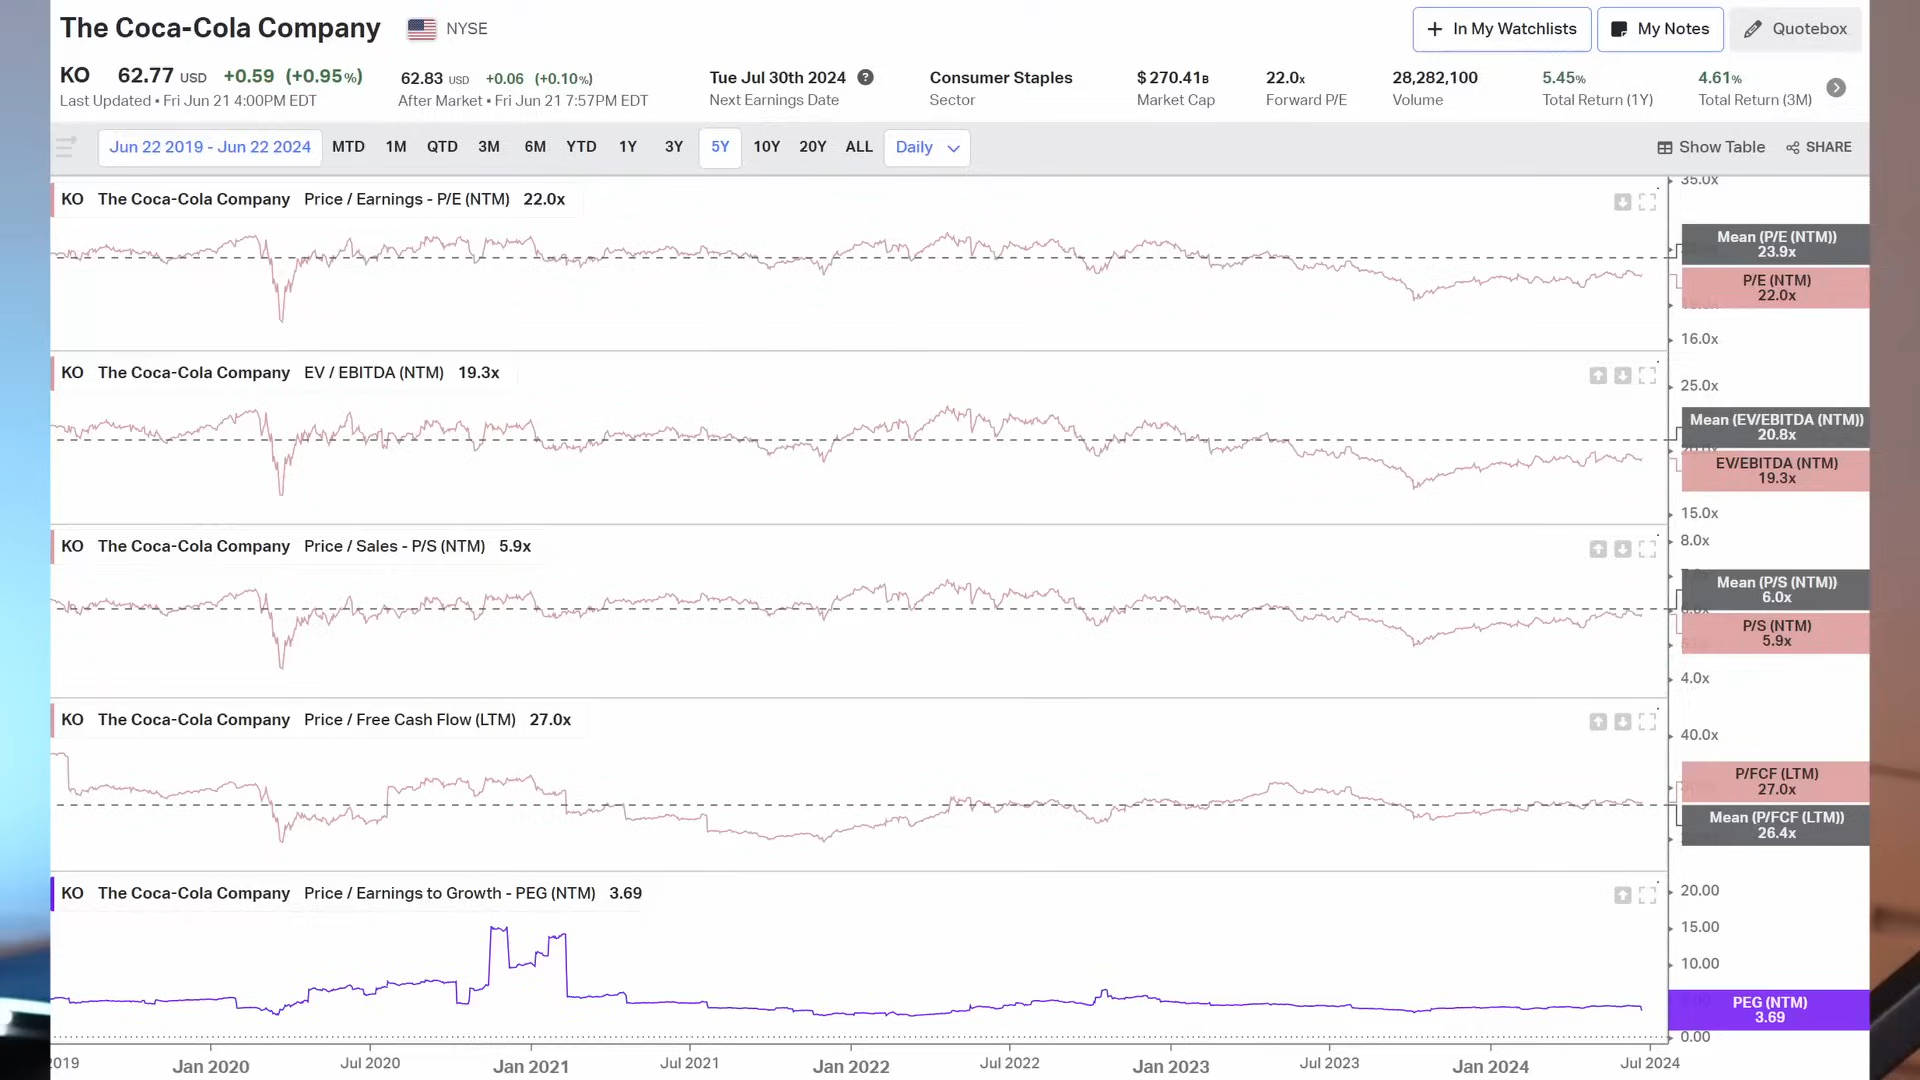 The Coca-Cola Company NYSE
In My Watchlists
My Notes
Quotebox
KO 62.77 USD +0.59 (+0.95%)
Last Updated • Fri Jun 21 4:00PM EDT
62.83 USD +0.06 (+0.10%)
After Market • Fri Jun 21 7:57PM EDT
Tue Jul 30th 2024
Next Earnings Date
Consumer Staples
Sector
$270.41B
Market Cap
22.0x
Forward P/E
28,282,100
Volume
5.45%
Total Return (1Y)
4.61%
Total Return (3M)
Jun 22 2019 - Jun 22 2024 MTD 1M QTD 3M 6M YTD 1Y 3Y 5Y 10Y 20Y ALL Daily
Show Table SHARE
KO The Coca-Cola Company Price / Earnings - P/E (NTM) 22.0x
35.0x
Mean (P/E (NTM))
23.9x
P/E (NTM)
22.0x
16.0x
KO The Coca-Cola Company EV / EBITDA (NTM) 19.3x
25.0x
Mean (EV/EBITDA (NTM))
20.8x
EV/EBITDA (NTM)
19.3x
15.0x
KO The Coca-Cola Company Price / Sales - P/S (NTM) 5.9x
8.0x
Mean (P/S (NTM))
6.0x
P/S (NTM)
5.9x
4.0x
KO The Coca-Cola Company Price / Free Cash Flow (LTM) 27.0x
40.0x
P/FCF (LTM)
27.0x
Mean (P/FCF (LTM))
26.4x
KO The Coca-Cola Company Price / Earnings to Growth - PEG (NTM) 3.69
20.00
15.00
10.00
PEG (NTM)
3.69
0.00
2019 Jan 2020 Jul 2020 Jan 2021 Jul 2021 Jan 2022 Jul 2022 Jan 2023 Jul 2023 Jan 2024 Jul 2024